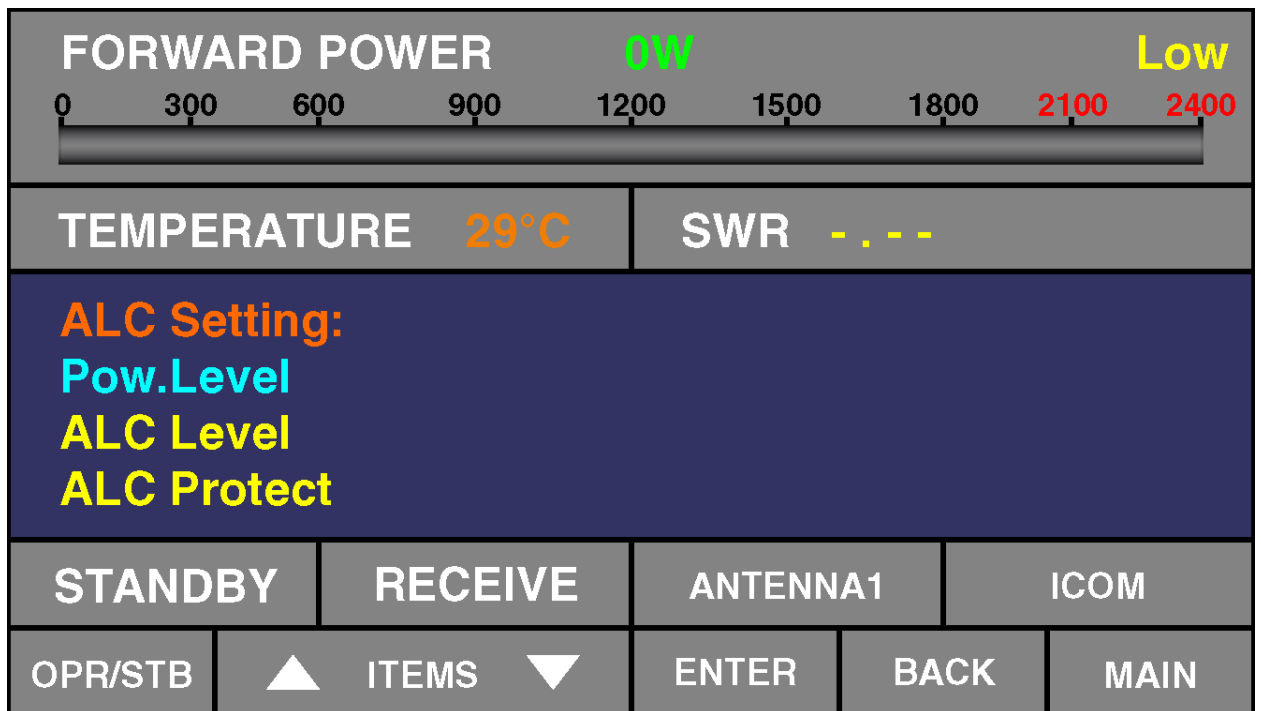 FORWARD POWER 0W Low
0 300 600 900 1200 1500 1800 2100 2400
TEMPERATURE 29°C SWR -.--
ALC Setting:
Pow.Level
ALC Level
ALC Protect
STANDBY RECEIVE ANTENNA1 ICOM
OPR/STB ▲ ITEMS ▼ ENTER BACK MAIN